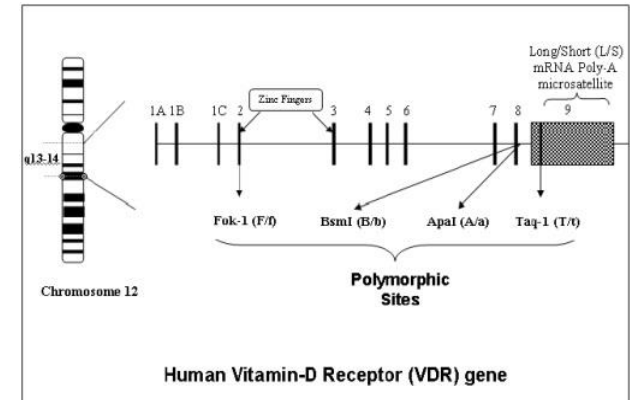 Long/Short (L/S)
mRNA Poly-A
microsatellite
Zinc Fingers
1A 1B 1C 2 3 4 5 6 7 8 9
q13-14
Fok-1 (F/f) BsmI (B/b) ApaI (A/a) Taq-1 (T/t)
Polymorphic
Sites
Chromosome 12
Human Vitamin-D Receptor (VDR) gene